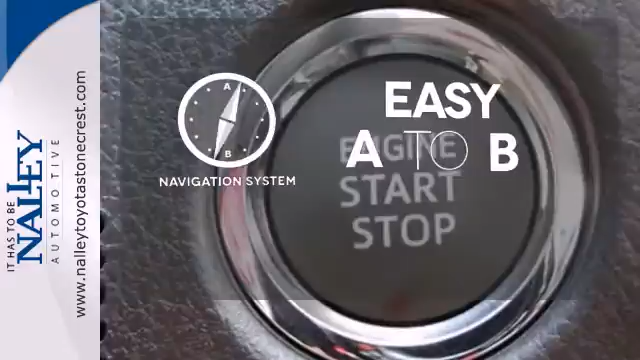 IT HAS TO BE
NALLEY
AUTOMOTIVE
www.nalleytoyotastonecrest.com
A
B
NAVIGATION SYSTEM
EASY
A TO B
ENGINE
START
STOP